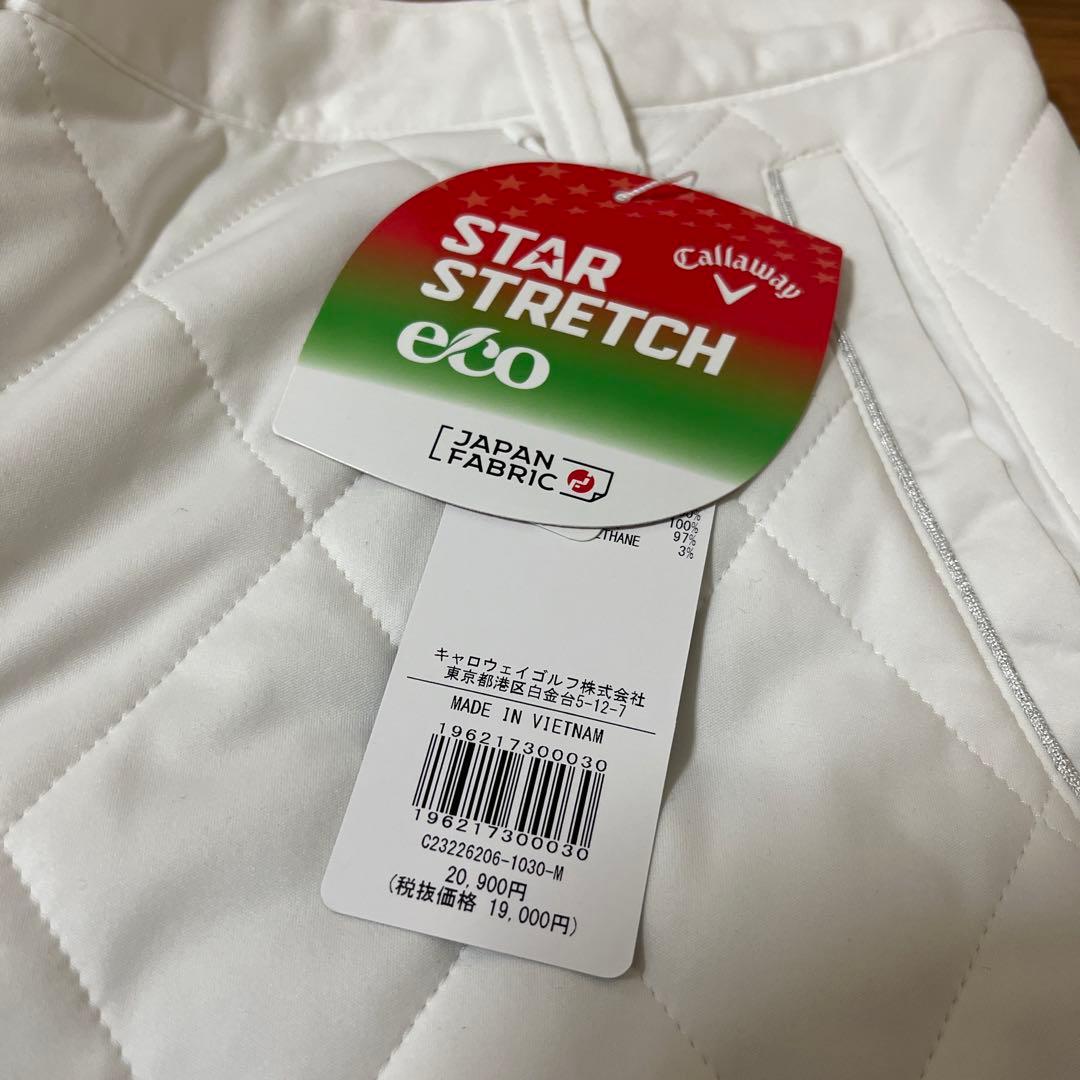 STAR
STRETCH
eco
Callaway
JAPAN
FABRIC
100%
97%
3%
キャロウェイゴルフ株式会社
東京都港区白金台5-12-7
MADE IN VIETNAM
196217300030
196217300030
C23226206-1030-M
20,900円
(税抜価格 19,000円)